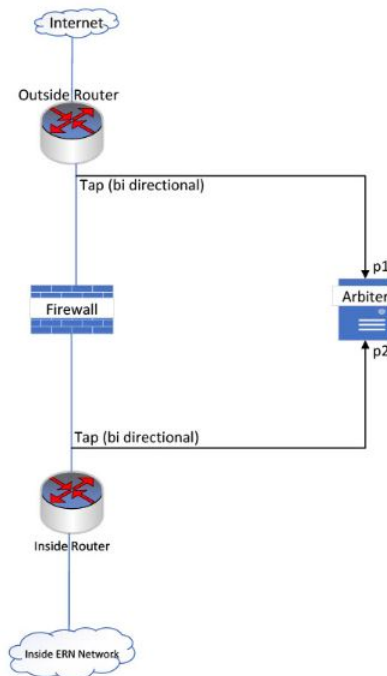 Internet
Outside Router
Tap (bi directional)
p1
Arbiter
Firewall
p2
Tap (bi directional)
Inside Router
Inside ERN Network